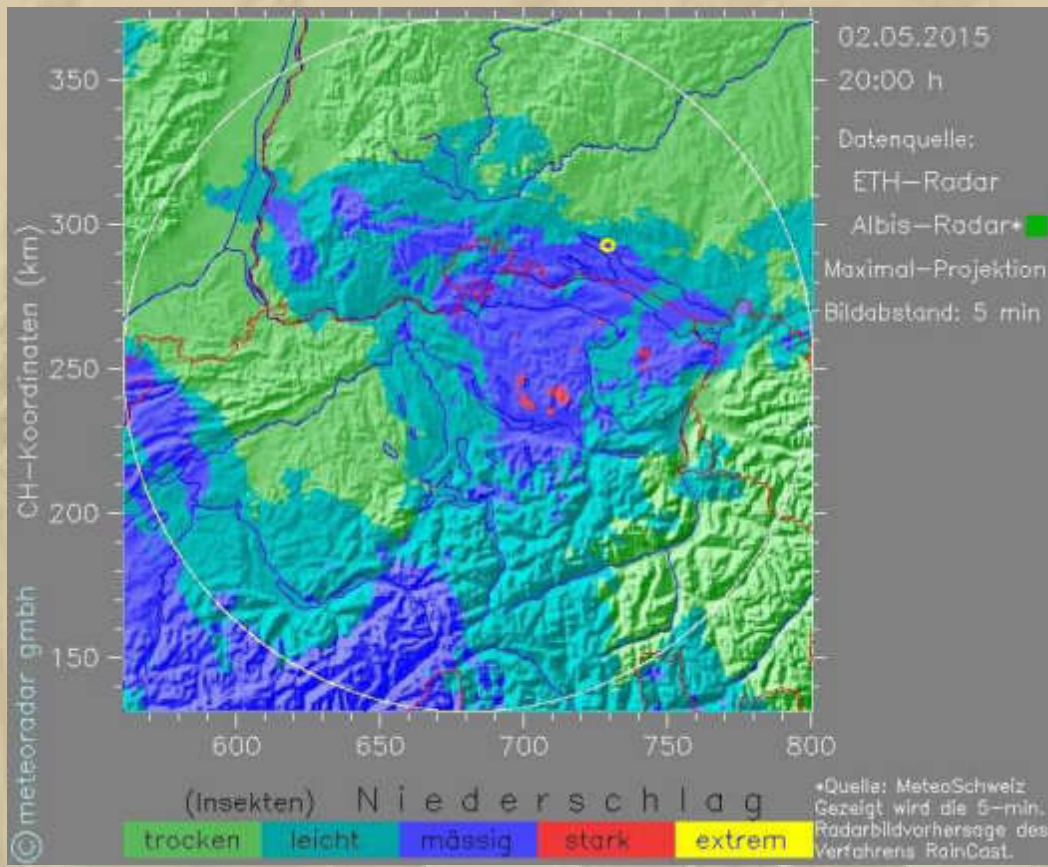 02.05.2015
20:00 h
Datenquelle:
ETH-Radar
Albis-Radar*
Maximal-Projektion
Bildabstand: 5 min
CH-Koordinaten (km)
© meteoradar gmbh
350
300
250
200
150
600
650
700
750
800
(Insekten) Niederschlag
trocken leicht mässig stark extrem
*Quelle: MeteoSchweiz
Gezeigt wird die 5-min.
Radarbildvorhersage des
Verfahrens RainCast.